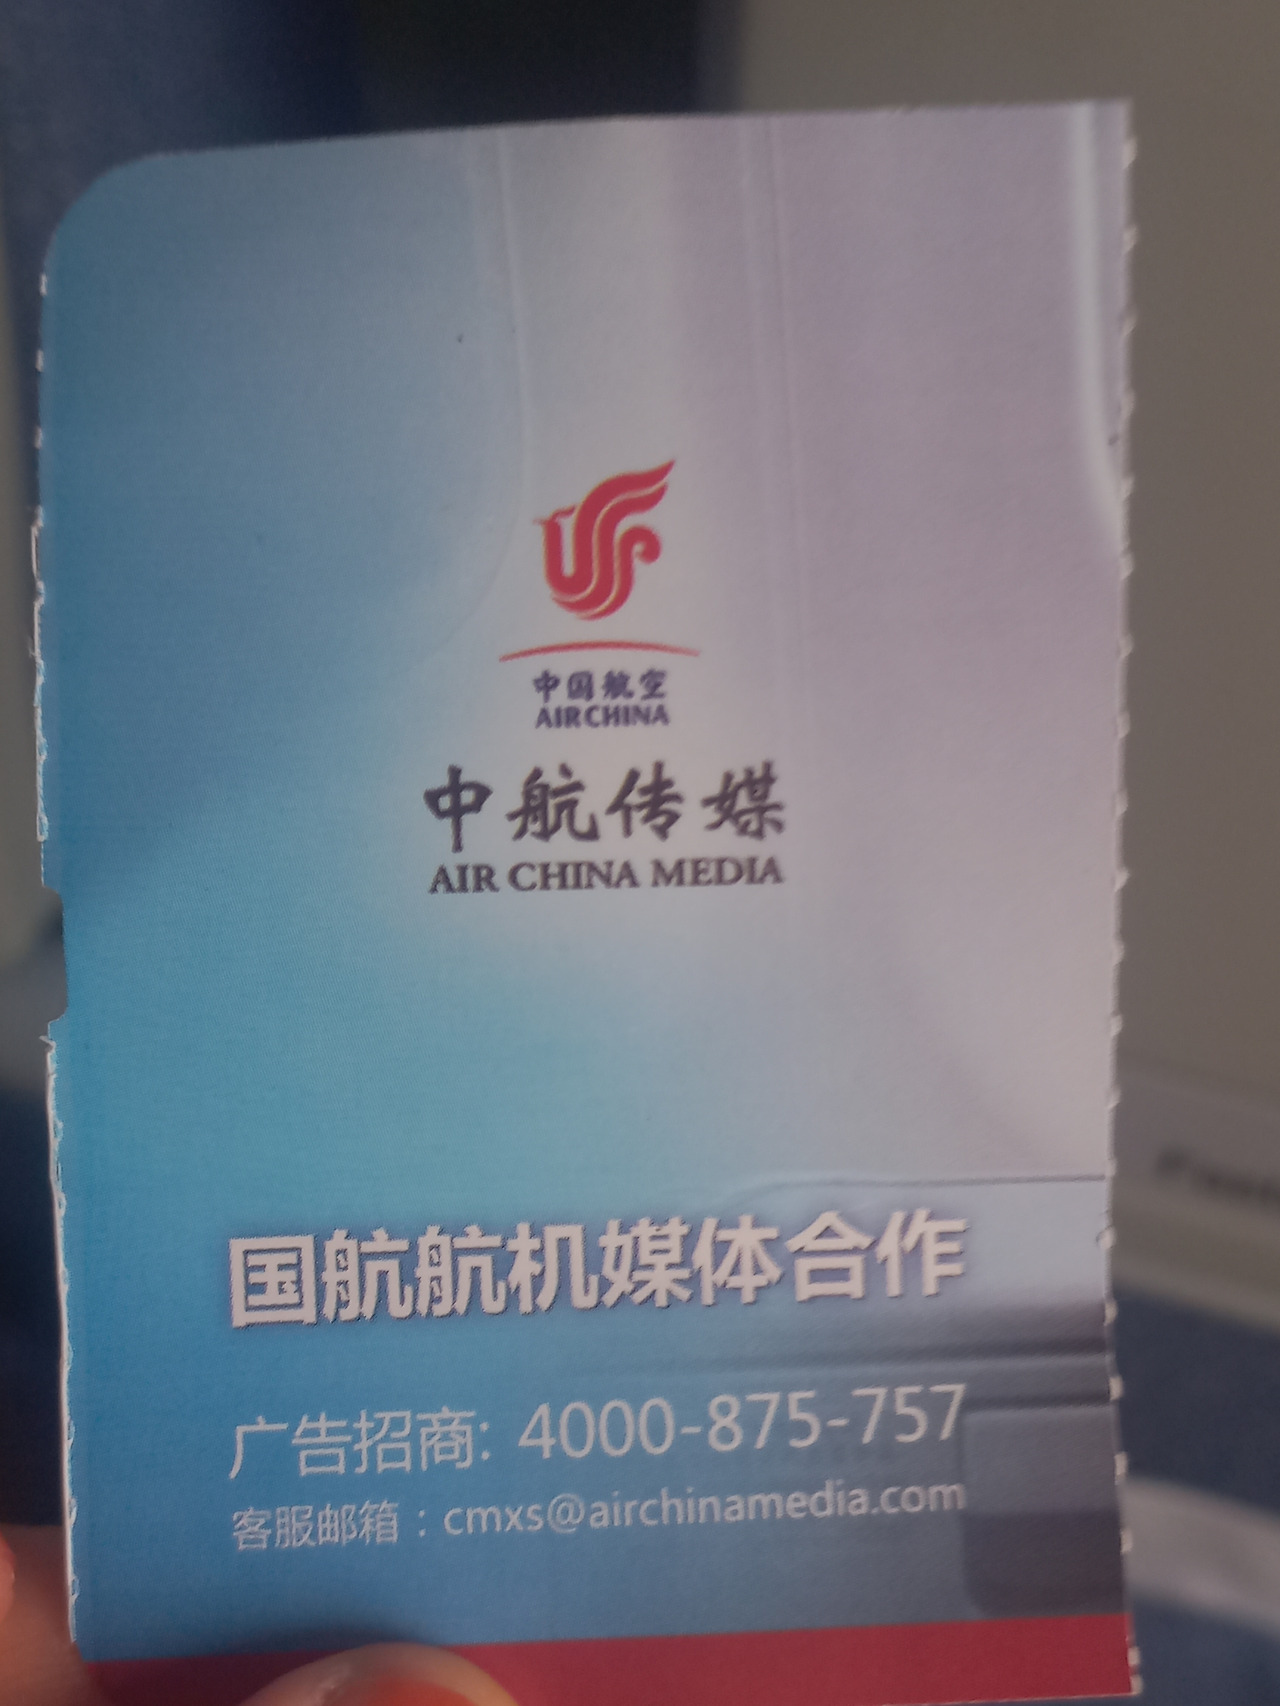 中国航空
AIR CHINA
中航传媒
AIR CHINA MEDIA
国航航机媒体合作
广告招商: 4000-875-757
客服邮箱：cmxs@airchinamedia.com